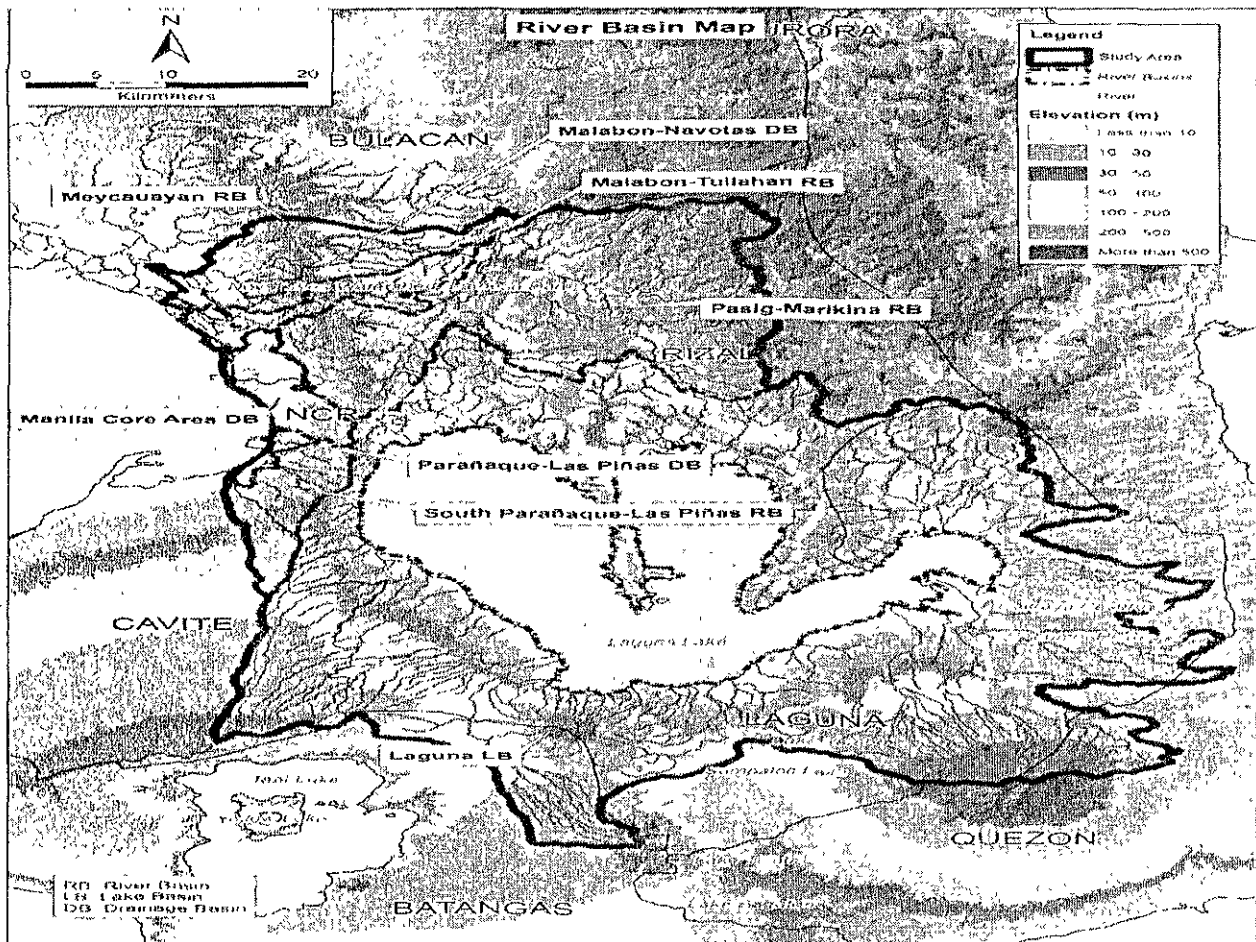 N
0 5 10 20
Kilometers
River Basin Map
Legend
Study Area
River Basins
River
Elevation (m)
Less than 10
10 - 30
30 - 50
50 - 100
100 - 200
200 - 500
More than 500
BULACAN
Malabon-Navotas DB
Malabon-Tullahan RB
Meycauayan RB
Pasig-Marikina RB
RIZAL
NCR
Manila Core Area DB
Parañaque-Las Piñas DB
South Parañaque-Las Piñas RB
CAVITE
Laguna Lake
LAGUNA
Laguna LB
Taal Lake
QUEZON
BATANGAS
RB River Basin
LB Lake Basin
DB Drainage Basin